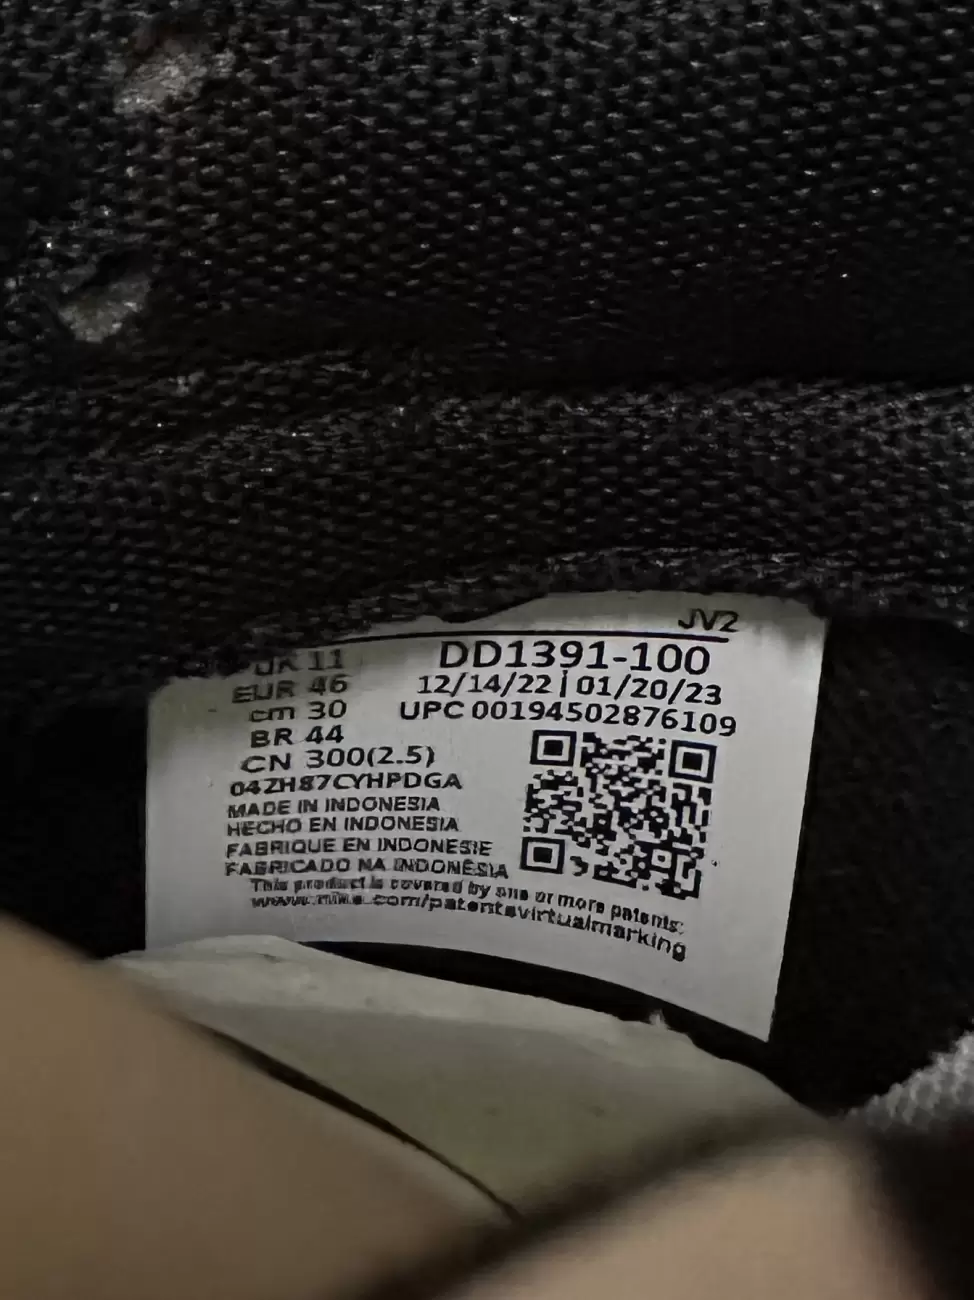 JV2
UK 11
EUR 46
cm 30
BR 44
CN 300(2.5)
04ZH87CYHPDGA
MADE IN INDONESIA
HECHO EN INDONESIA
FABRIQUE EN INDONESIE
FABRICADO NA INDONÉSIA
DD1391-100
12/14/22 | 01/20/23
UPC 00194502876109
This product is covered by one or more patents:
www.nike.com/patentsvirtualmarking